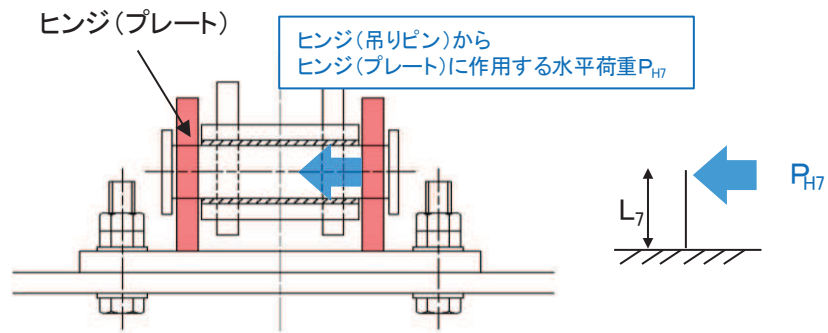 ヒンジ(プレート)
ヒンジ(吊りピン)から
ヒンジ(プレート)に作用する水平荷重PH7
L7
PH7